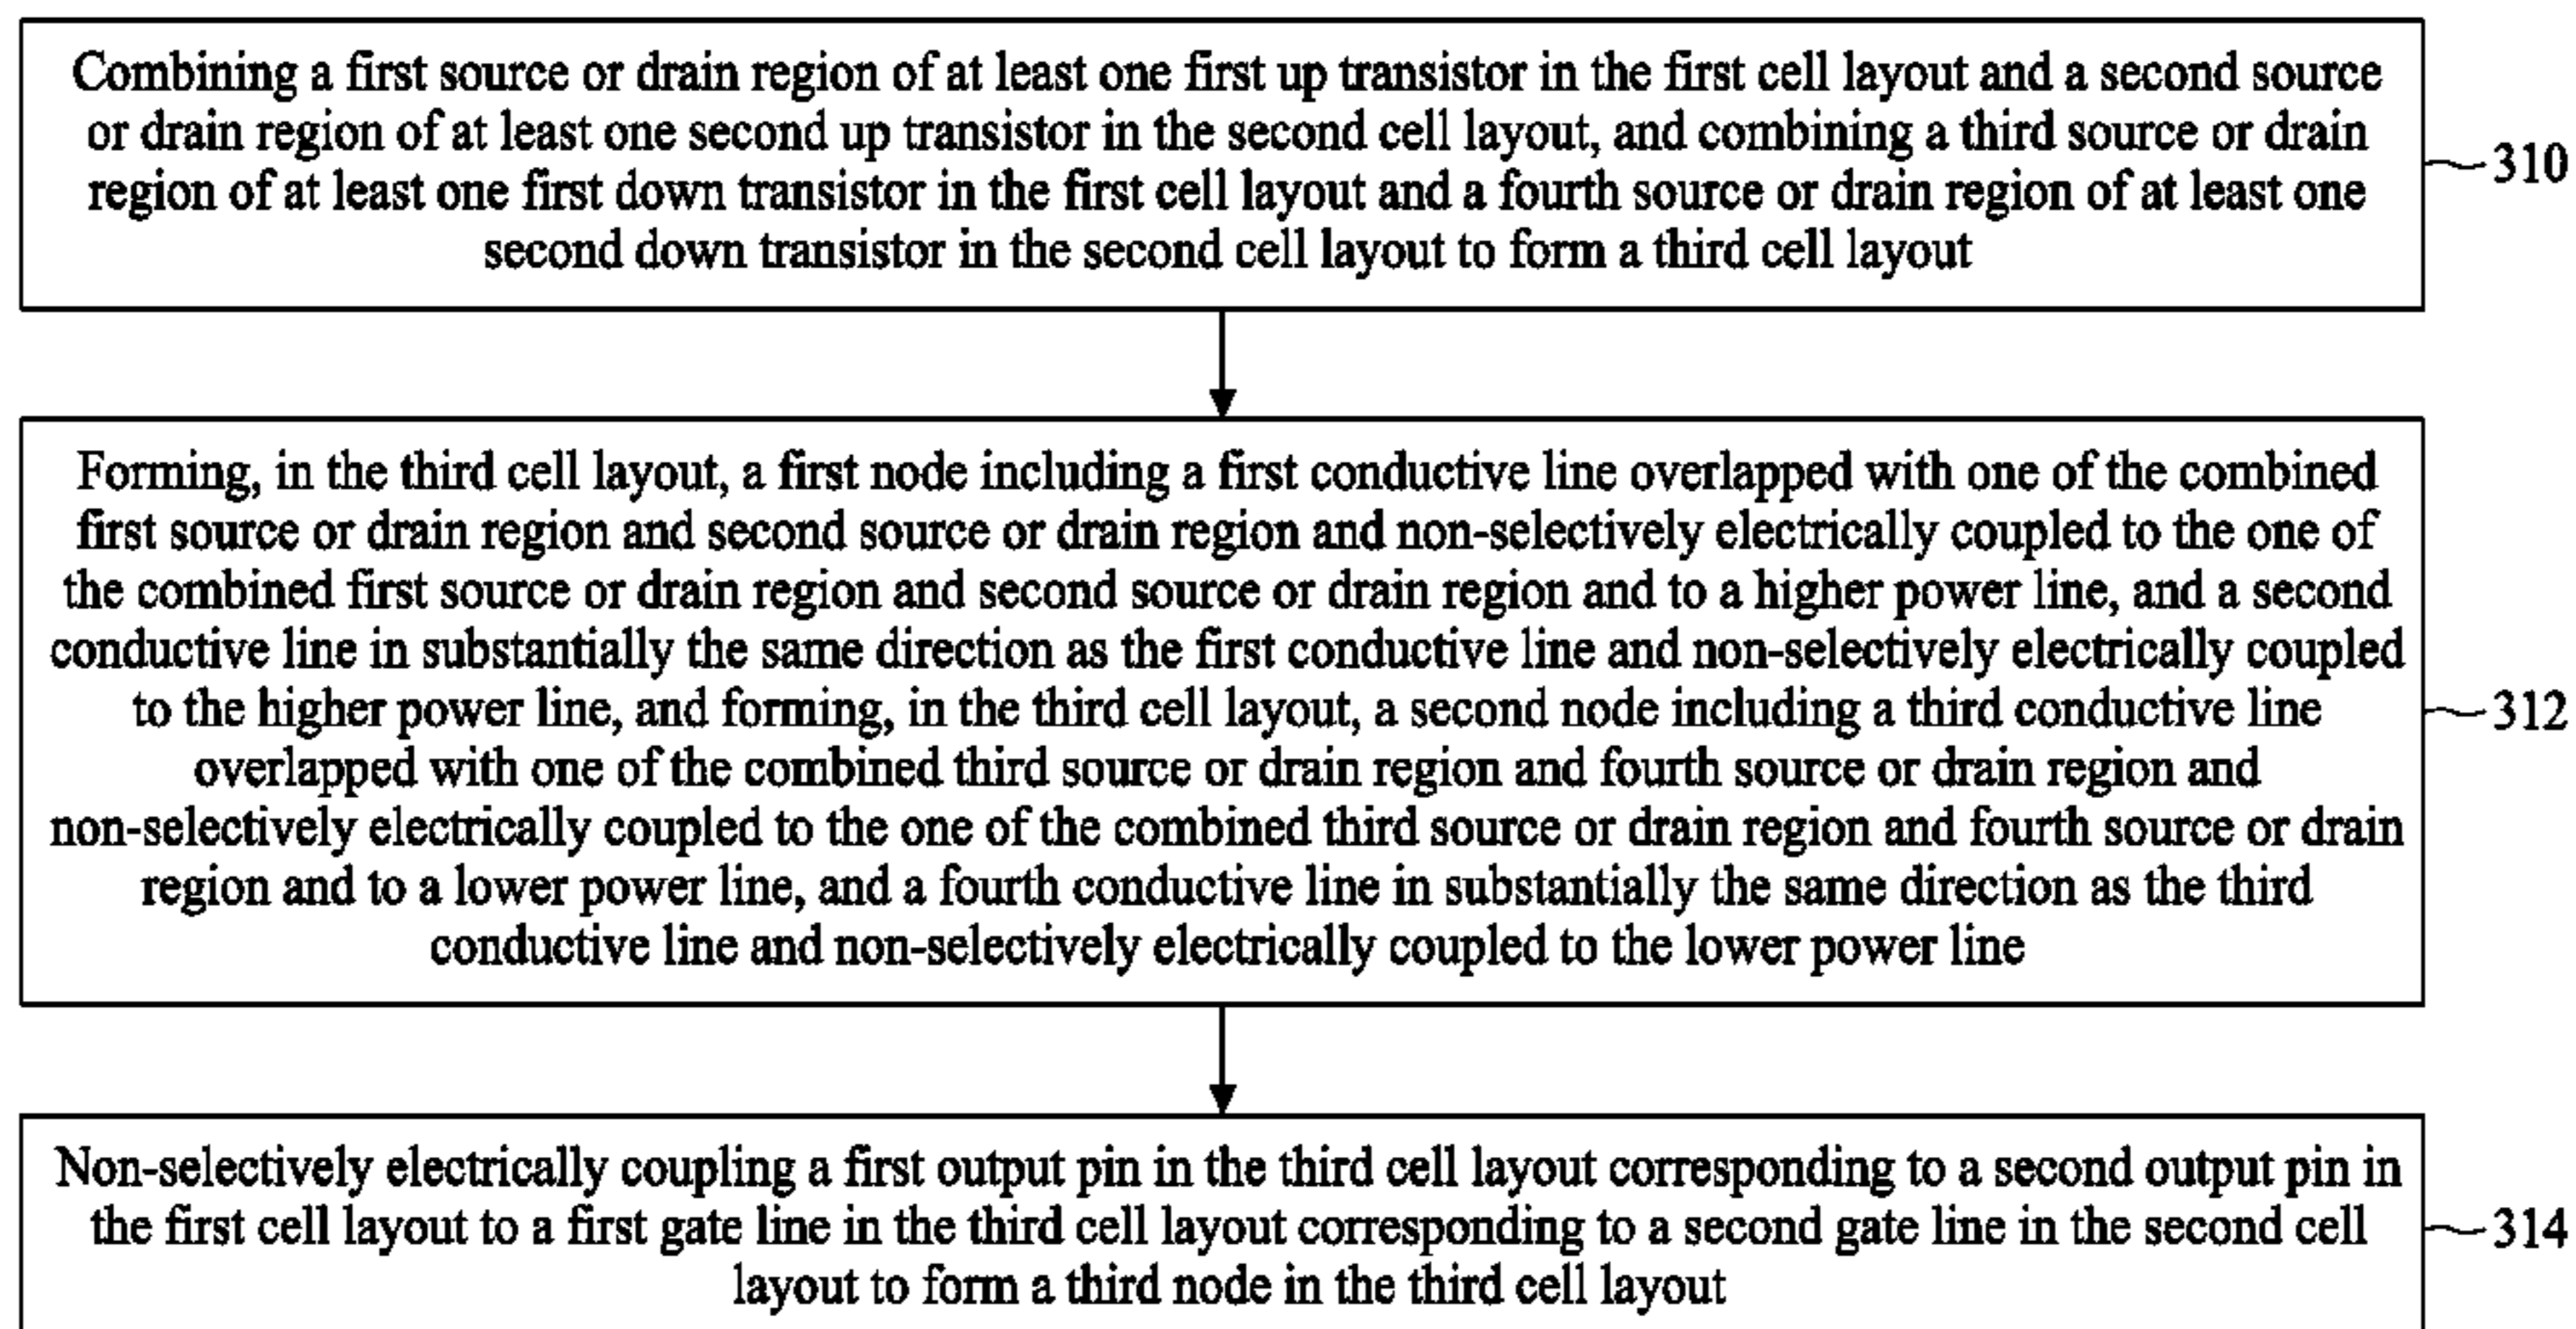 Combining a first source or drain region of at least one first up transistor in the first cell layout and a second source
or drain region of at least one second up transistor in the second cell layout, and combining a third source or drain
region of at least one first down transistor in the first cell layout and a fourth source or drain region of at least one
second down transistor in the second cell layout to form a third cell layout
310
Forming, in the third cell layout, a first node including a first conductive line overlapped with one of the combined
first source or drain region and second source or drain region and non-selectively electrically coupled to the one of
the combined first source or drain region and second source or drain region and to a higher power line, and a second
conductive line in substantially the same direction as the first conductive line and non-selectively electrically coupled
to the higher power line, and forming, in the third cell layout, a second node including a third conductive line
overlapped with one of the combined third source or drain region and fourth source or drain region and
non-selectively electrically coupled to the one of the combined third source or drain region and fourth source or drain
region and to a lower power line, and a fourth conductive line in substantially the same direction as the third
conductive line and non-selectively electrically coupled to the lower power line
312
Non-selectively electrically coupling a first output pin in the third cell layout corresponding to a second output pin in
the first cell layout to a first gate line in the third cell layout corresponding to a second gate line in the second cell
layout to form a third node in the third cell layout
314